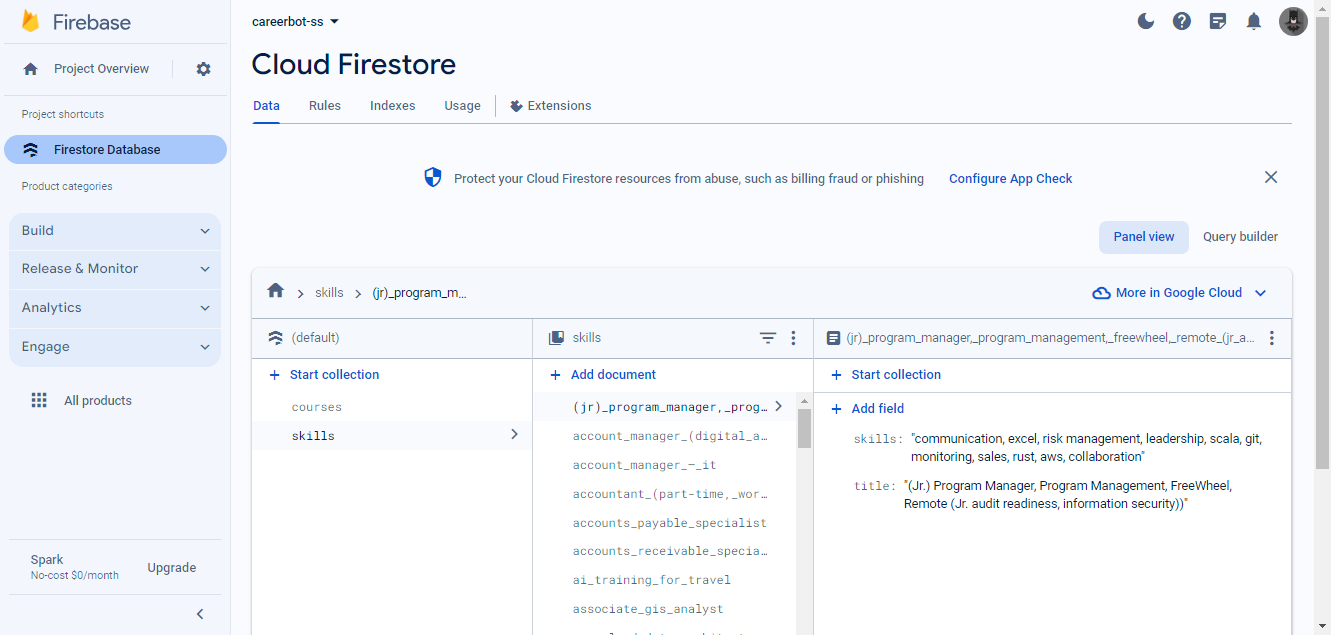 Firebase
careerbot-ss
Project Overview
Cloud Firestore
Data Rules Indexes Usage Extensions
Project shortcuts
Firestore Database
Product categories
Protect your Cloud Firestore resources from abuse, such as billing fraud or phishing Configure App Check
Build
Release & Monitor
Analytics
Engage
All products
Panel view Query builder
skills (jr)_program_m...
More in Google Cloud
(default)
Start collection
courses
skills
skills
Add document
(jr)_program_manager,_prog...
account_manager_(digital_a...
account_manager_–_it
accountant_(part-time,_wor...
accounts_payable_specialist
accounts_receivable_specia...
ai_training_for_travel
associate_gis_analyst
(jr)_program_manager,_program_management,_freewheel,_remote_(jr_a...
Start collection
Add field
skills: "communication, excel, risk management, leadership, scala, git,
monitoring, sales, rust, aws, collaboration"
title: "(Jr.) Program Manager, Program Management, FreeWheel,
Remote (Jr. audit readiness, information security))"
Spark
No-cost $0/month
Upgrade